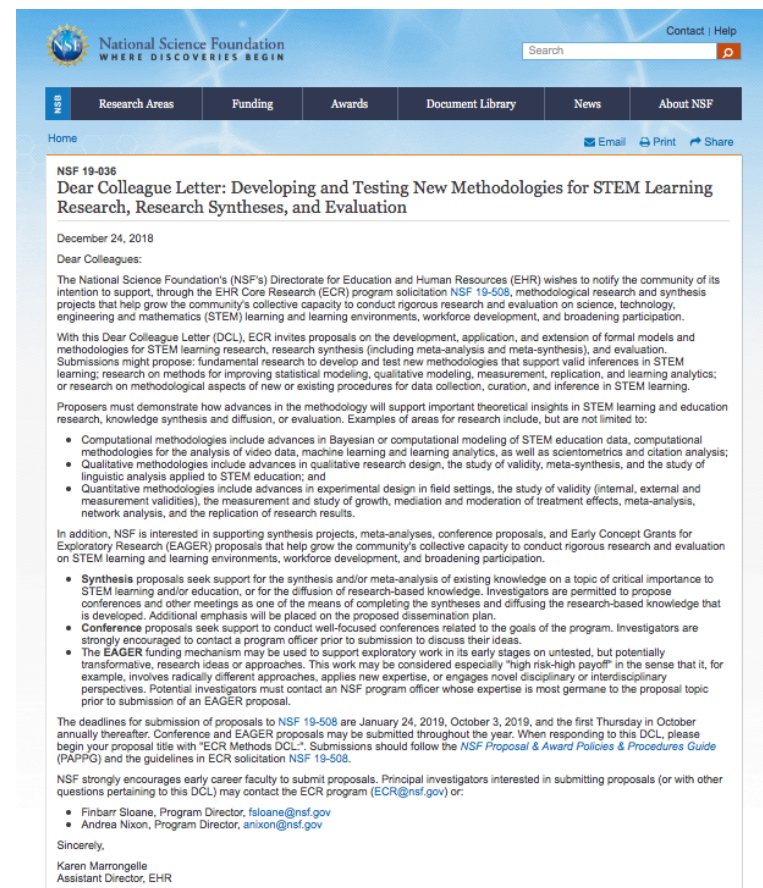 Contact | Help
NSF
National Science Foundation
WHERE DISCOVERIES BEGIN
Search
NSB
Research Areas
Funding
Awards
Document Library
News
About NSF
Home
Email
Print
Share
NSF 19-036
Dear Colleague Letter: Developing and Testing New Methodologies for STEM Learning
Research, Research Syntheses, and Evaluation
December 24, 2018
Dear Colleagues:
The National Science Foundation's (NSF's) Directorate for Education and Human Resources (EHR) wishes to notify the community of its
intention to support, through the EHR Core Research (ECR) program solicitation NSF 19-508, methodological research and synthesis
projects that help grow the community's collective capacity to conduct rigorous research and evaluation on science, technology,
engineering and mathematics (STEM) learning and learning environments, workforce development, and broadening participation.
With this Dear Colleague Letter (DCL), ECR invites proposals on the development, application, and extension of formal models and
methodologies for STEM learning research, research synthesis (including meta-analysis and meta-synthesis), and evaluation.
Submissions might propose: fundamental research to develop and test new methodologies that support valid inferences in STEM
learning; research on methods for improving statistical modeling, qualitative modeling, measurement, replication, and learning analytics;
or research on methodological aspects of new or existing procedures for data collection, curation, and inference in STEM learning.
Proposers must demonstrate how advances in the methodology will support important theoretical insights in STEM learning and education
research, knowledge synthesis and diffusion, or evaluation. Examples of areas for research include, but are not limited to:
• Computational methodologies include advances in Bayesian or computational modeling of STEM education data, computational
methodologies for the analysis of video data, machine learning and learning analytics, as well as scientometrics and citation analysis;
• Qualitative methodologies include advances in qualitative research design, the study of validity, meta-synthesis, and the study of
linguistic analysis applied to STEM education; and
• Quantitative methodologies include advances in experimental design in field settings, the study of validity (internal, external and
measurement validities), the measurement and study of growth, mediation and moderation of treatment effects, meta-analysis,
network analysis, and the replication of research results.
In addition, NSF is interested in supporting synthesis projects, meta-analyses, conference proposals, and Early Concept Grants for
Exploratory Research (EAGER) proposals that help grow the community's collective capacity to conduct rigorous research and evaluation
on STEM learning and learning environments, workforce development, and broadening participation.
• Synthesis proposals seek support for the synthesis and/or meta-analysis of existing knowledge on a topic of critical importance to
STEM learning and/or education, or for the diffusion of research-based knowledge. Investigators are permitted to propose
conferences and other meetings as one of the means of completing the syntheses and diffusing the research-based knowledge that
is developed. Additional emphasis will be placed on the proposed dissemination plan.
• Conference proposals seek support to conduct well-focused conferences related to the goals of the program. Investigators are
strongly encouraged to contact a program officer prior to submission to discuss their ideas.
• The EAGER funding mechanism may be used to support exploratory work in its early stages on untested, but potentially
transformative, research ideas or approaches. This work may be considered especially "high risk-high payoff" in the sense that it, for
example, involves radically different approaches, applies new expertise, or engages novel disciplinary or interdisciplinary
perspectives. Potential investigators must contact an NSF program officer whose expertise is most germane to the proposal topic
prior to submission of an EAGER proposal.
The deadlines for submission of proposals to NSF 19-508 are January 24, 2019, October 3, 2019, and the first Thursday in October
annually thereafter. Conference and EAGER proposals may be submitted throughout the year. When responding to this DCL, please
begin your proposal title with "ECR Methods DCL:". Submissions should follow the NSF Proposal & Award Policies & Procedures Guide
(PAPPG) and the guidelines in ECR solicitation NSF 19-508.
NSF strongly encourages early career faculty to submit proposals. Principal investigators interested in submitting proposals (or with other
questions pertaining to this DCL) may contact the ECR program (ECR@nsf.gov) or:
• Finbarr Sloane, Program Director, fsloane@nsf.gov
• Andrea Nixon, Program Director, anixon@nsf.gov
Sincerely,
Karen Marrongelle
Assistant Director, EHR